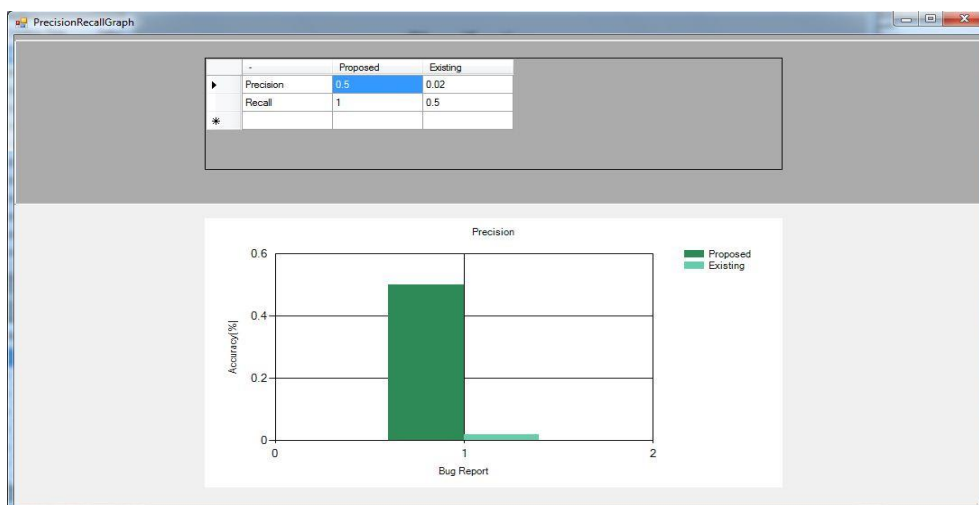 PrecisionRecallGraph
- Proposed Existing
Precision 0.5 0.02
Recall 1 0.5
Precision
Proposed
Existing
0.6
0.4
0.2
0
Accuracy[%]
0 1 2
Bug Report